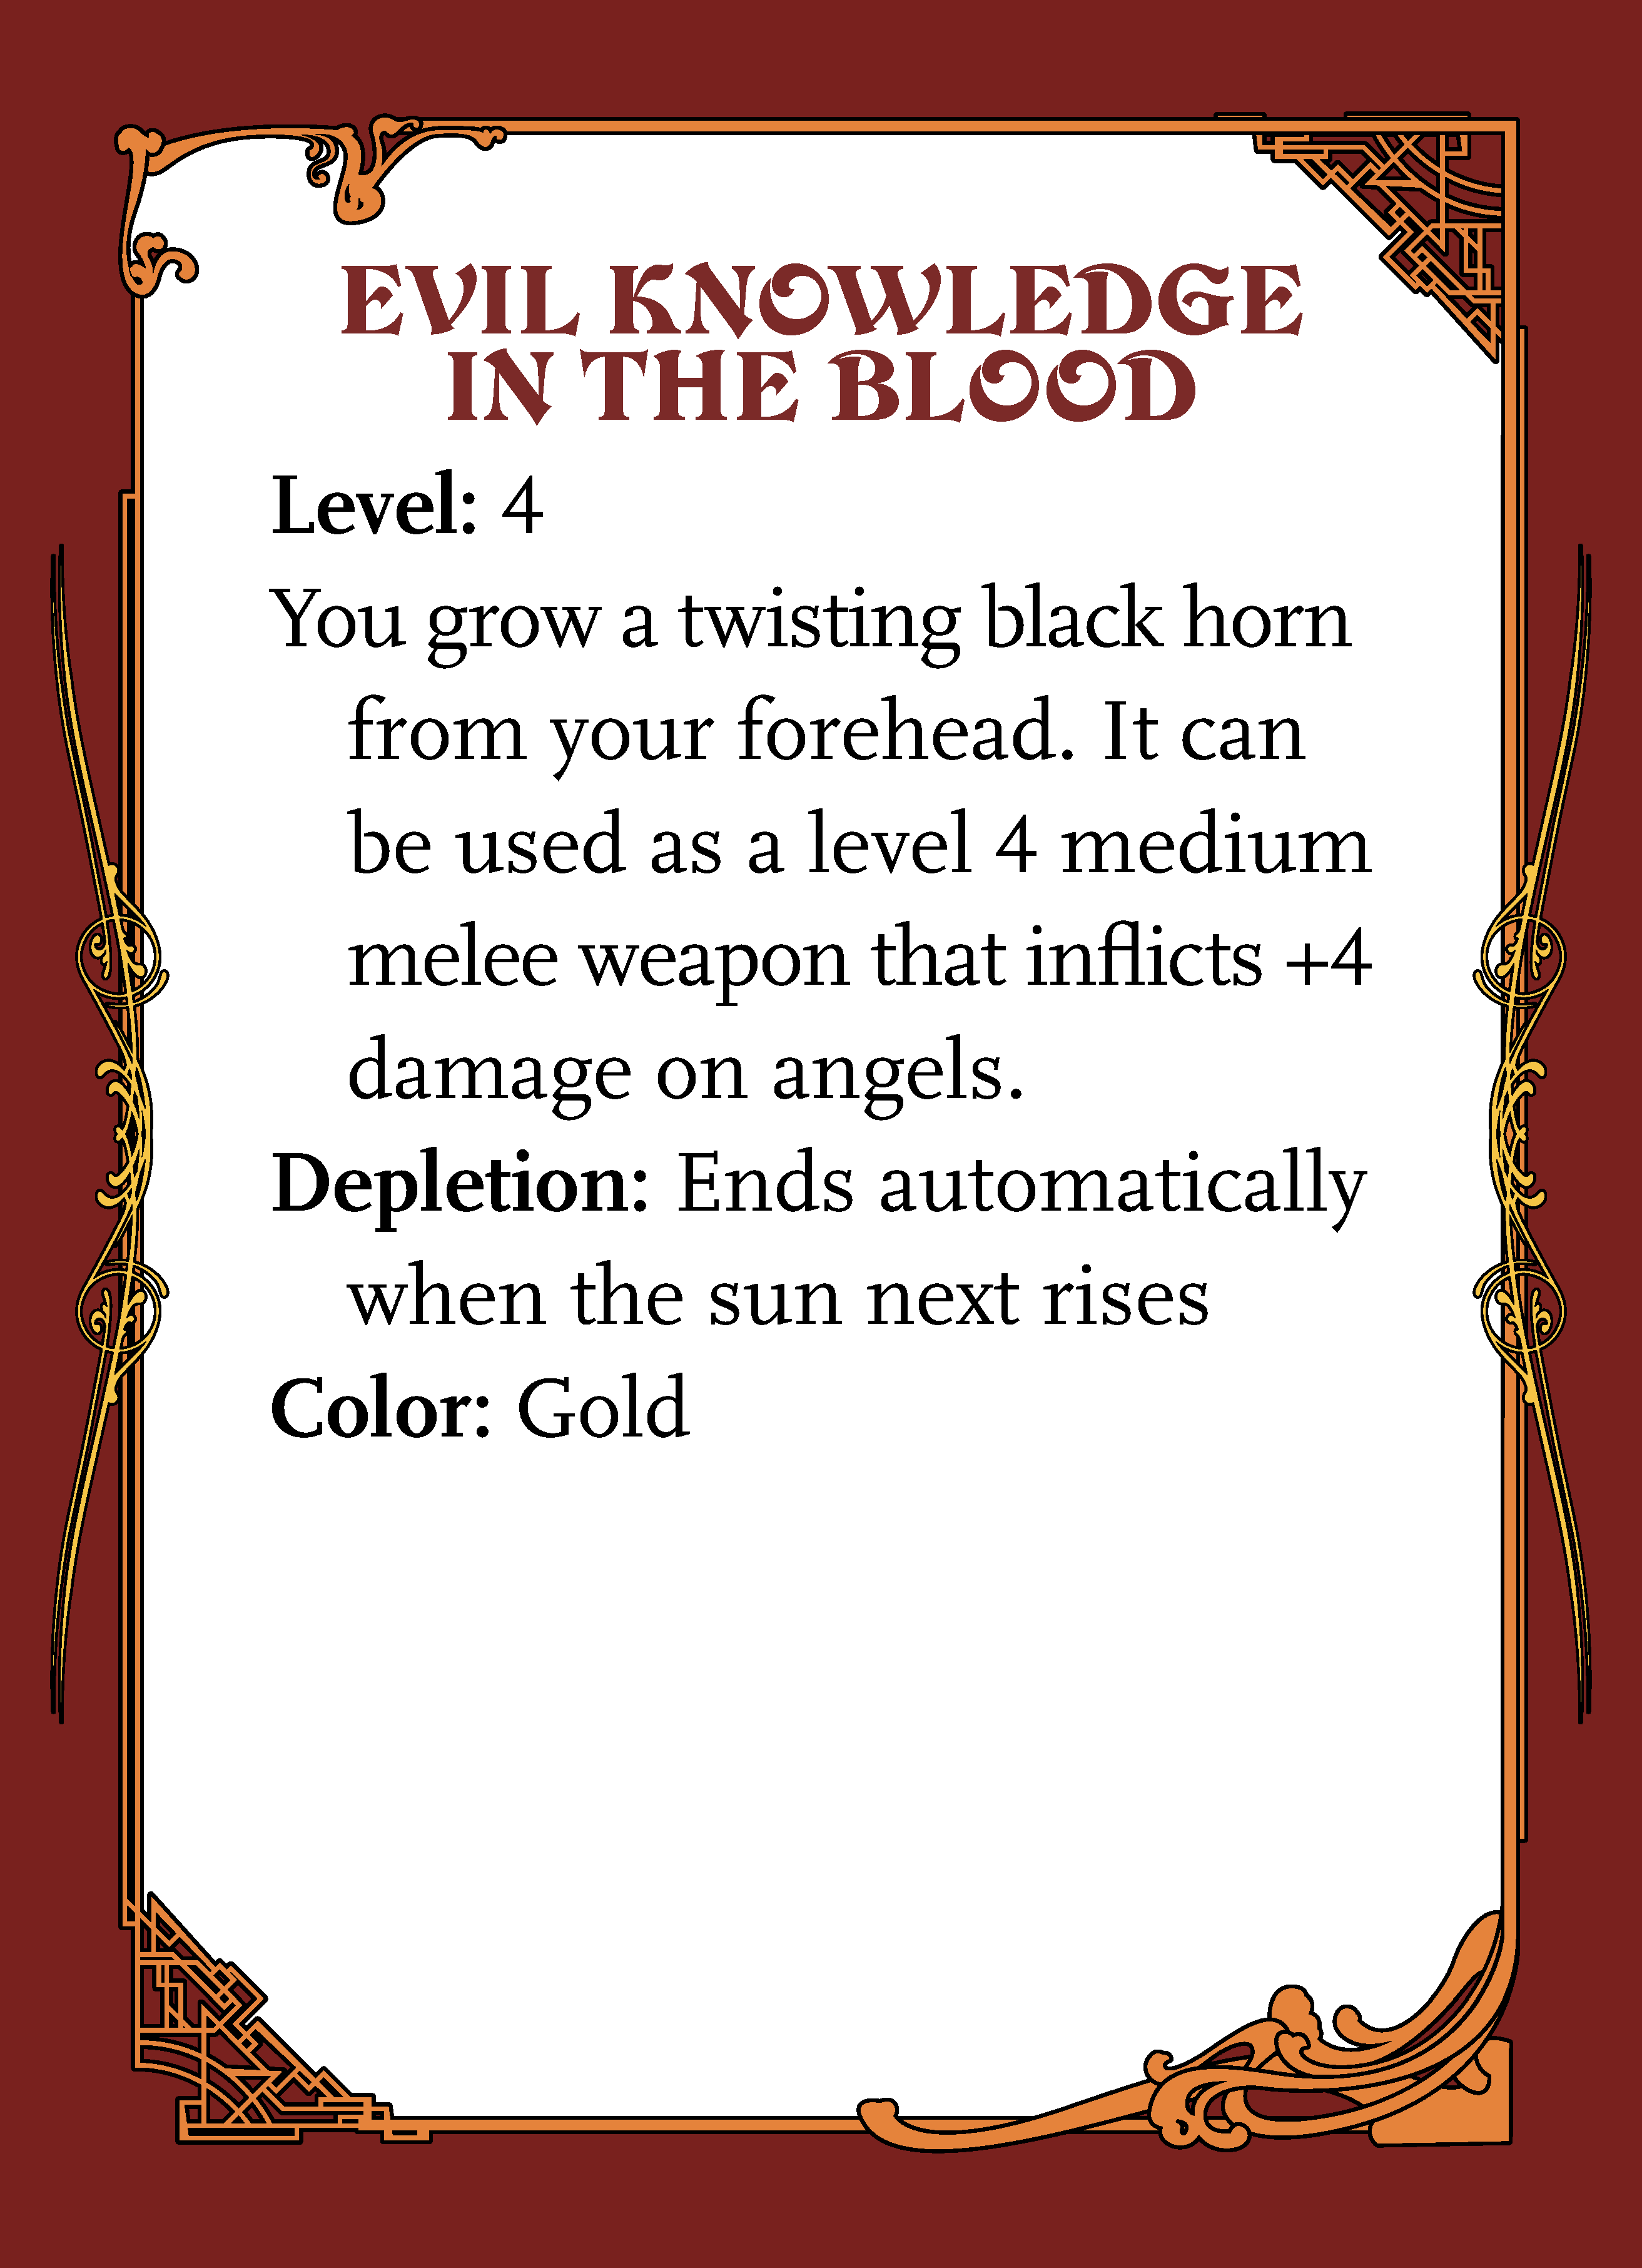 EVIL KNOWLEDGE
IN THE BLOOD
Level: 4
You grow a twisting black horn
from your forehead. It can
be used as a level 4 medium
melee weapon that inflicts +4
damage on angels.
Depletion: Ends automatically
when the sun next rises
Color: Gold